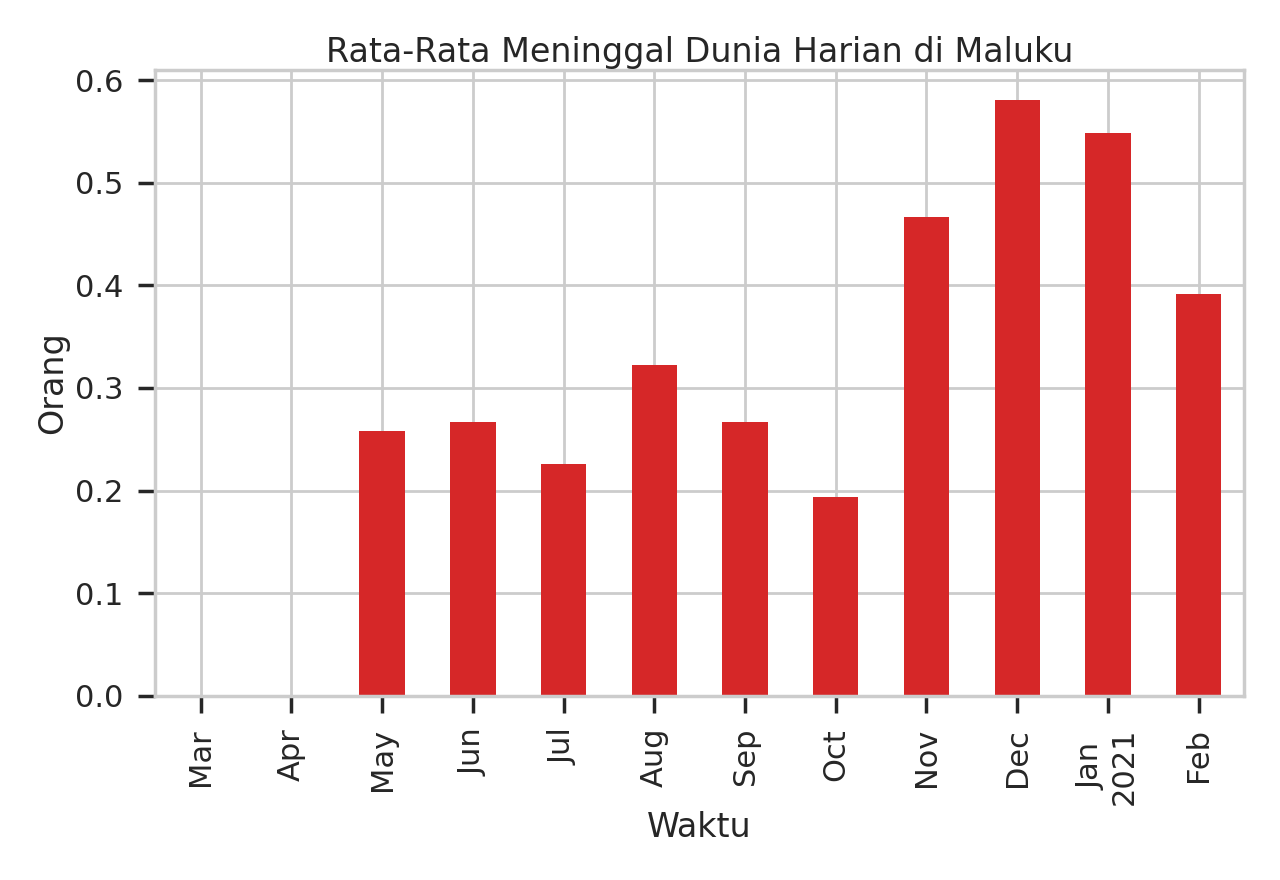 Rata-Rata Meninggal Dunia Harian di Maluku
0.6
0.5
0.4
0.3
0.2
0.1
0.0
Orang
Mar
Apr
May
Jun
Jul
Aug
Sep
Oct
Nov
Dec
Jan
2021
Feb
Waktu